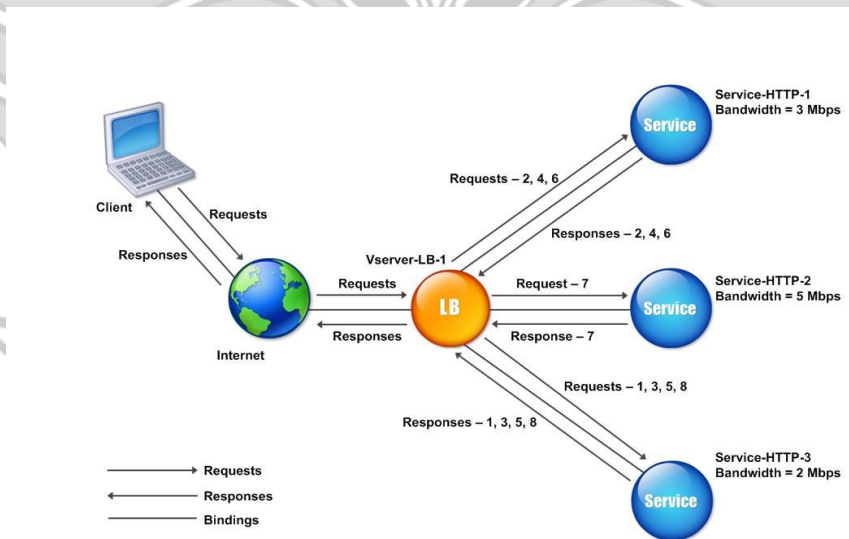 Service-HTTP-1
Bandwidth = 3 Mbps
Service
Requests – 2, 4, 6
Client
Requests
Responses – 2, 4, 6
Responses
Vserver-LB-1
Service-HTTP-2
Bandwidth = 5 Mbps
Requests
Request – 7
LB
Service
Responses
Response – 7
Internet
Requests – 1, 3, 5, 8
Responses – 1, 3, 5, 8
Service-HTTP-3
Bandwidth = 2 Mbps
Service
Requests
Responses
Bindings